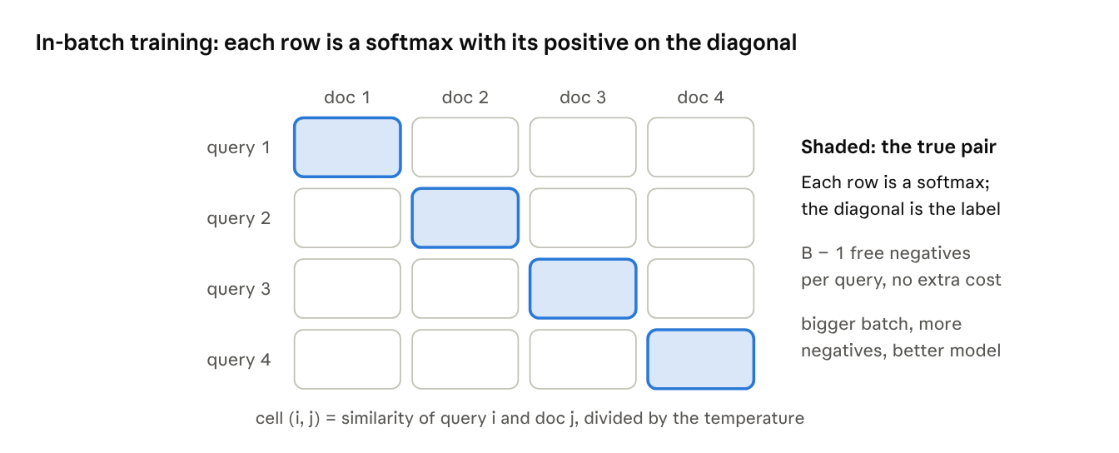 In-batch training: each row is a softmax with its positive on the diagonal
doc 1 doc 2 doc 3 doc 4
query 1
query 2
query 3
query 4
Shaded: the true pair
Each row is a softmax;
the diagonal is the label
B − 1 free negatives
per query, no extra cost
bigger batch, more
negatives, better model
cell (i, j) = similarity of query i and doc j, divided by the temperature